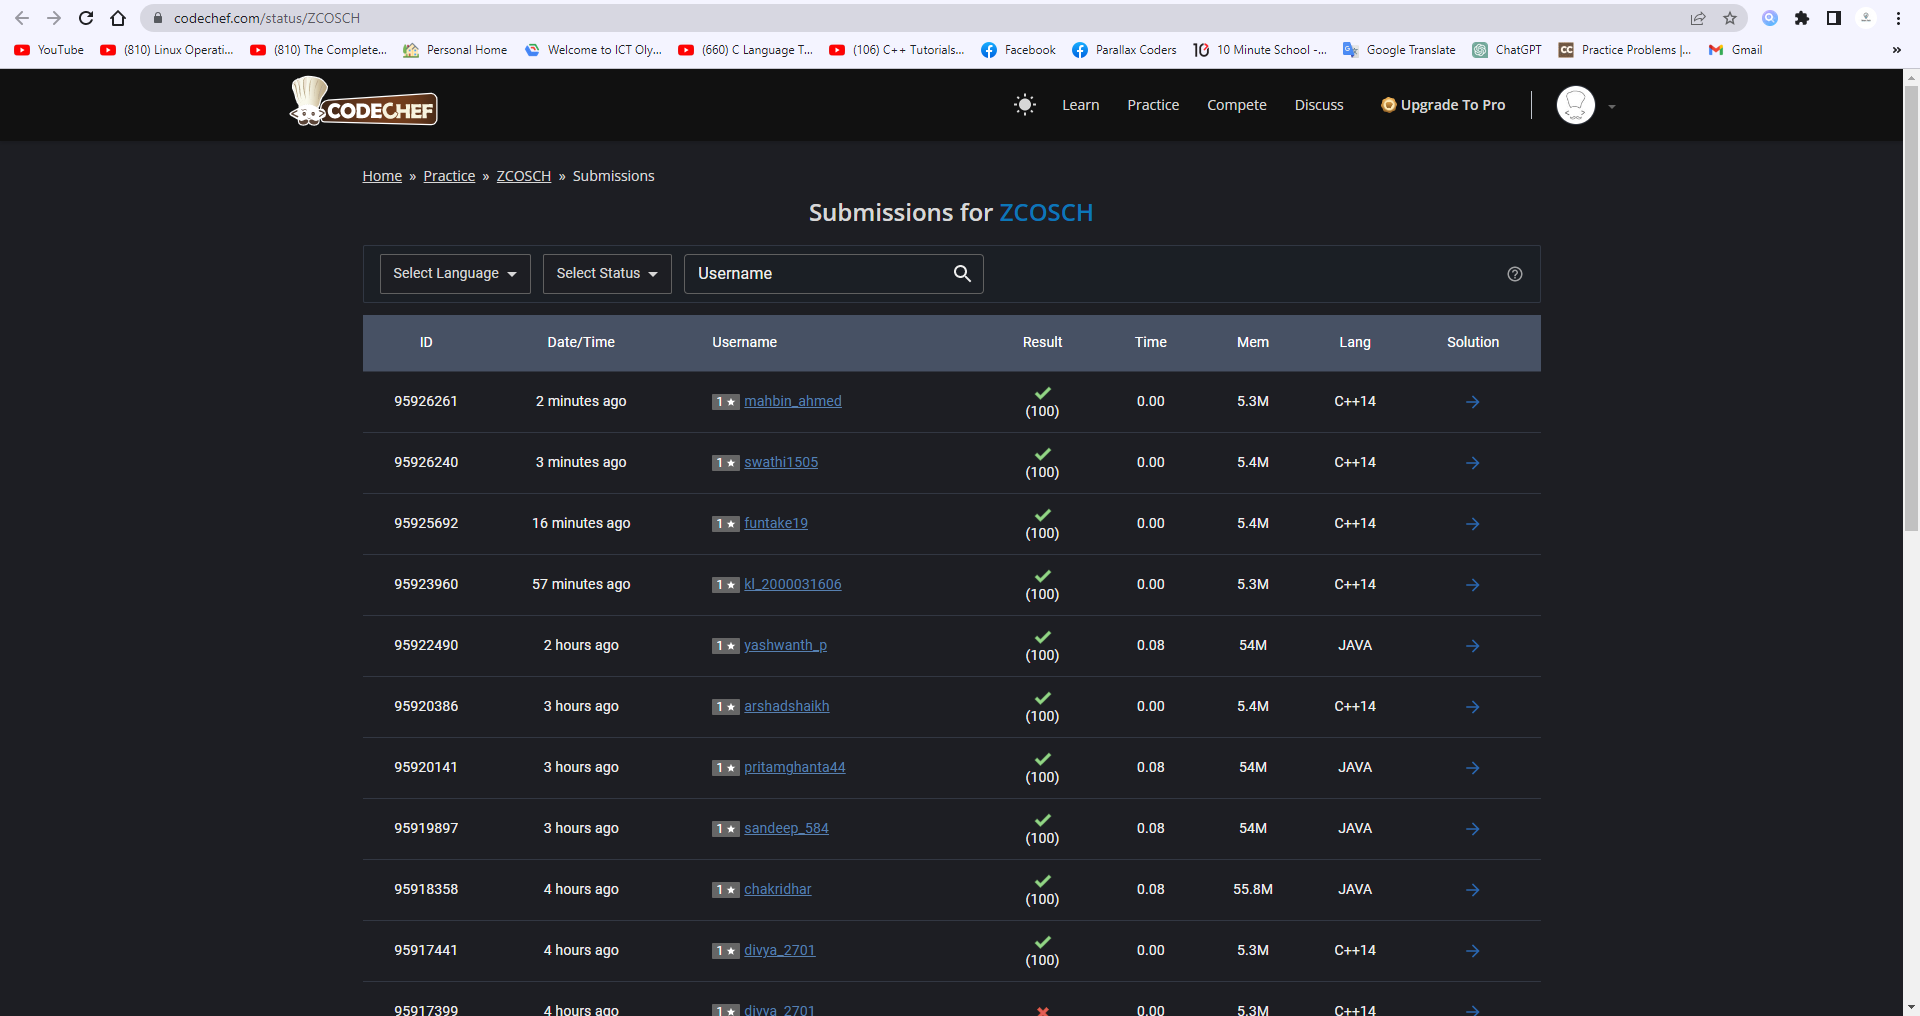 codechef.com/status/ZCOSCH
YouTube (810) Linux Operati... (810) The Complete... Personal Home Welcome to ICT Oly... (660) C Language T... (106) C++ Tutorials... Facebook Parallax Coders 10 Minute School -... Google Translate ChatGPT Practice Problems |... Gmail »
CODECHEF Learn Practice Compete Discuss Upgrade To Pro
Home » Practice » ZCOSCH » Submissions
Submissions for ZCOSCH
Select Language Select Status Username
ID Date/Time Username Result Time Mem Lang Solution
95926261 2 minutes ago 1★ mahbin_ahmed (100) 0.00 5.3M C++14
95926240 3 minutes ago 1★ swathi1505 (100) 0.00 5.4M C++14
95925692 16 minutes ago 1★ funtake19 (100) 0.00 5.4M C++14
95923960 57 minutes ago 1★ kl_2000031606 (100) 0.00 5.3M C++14
95922490 2 hours ago 1★ yashwanth_p (100) 0.08 54M JAVA
95920386 3 hours ago 1★ arshadshaikh (100) 0.00 5.4M C++14
95920141 3 hours ago 1★ pritamghanta44 (100) 0.08 54M JAVA
95919897 3 hours ago 1★ sandeep_584 (100) 0.08 54M JAVA
95918358 4 hours ago 1★ chakridhar (100) 0.08 55.8M JAVA
95917441 4 hours ago 1★ divya_2701 (100) 0.00 5.3M C++14
95917399 4 hours ago 1★ divya_2701 0.00 5.3M C++14